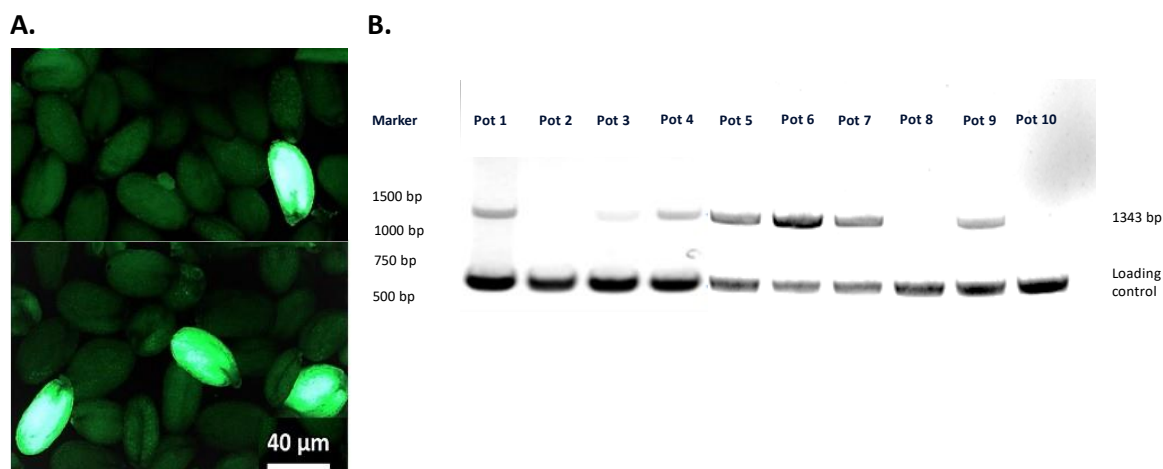 A.
B.
Marker Pot 1 Pot 2 Pot 3 Pot 4 Pot 5 Pot 6 Pot 7 Pot 8 Pot 9 Pot 10
1500 bp
1343 bp
1000 bp
750 bp
Loading
control
500 bp
40 µm